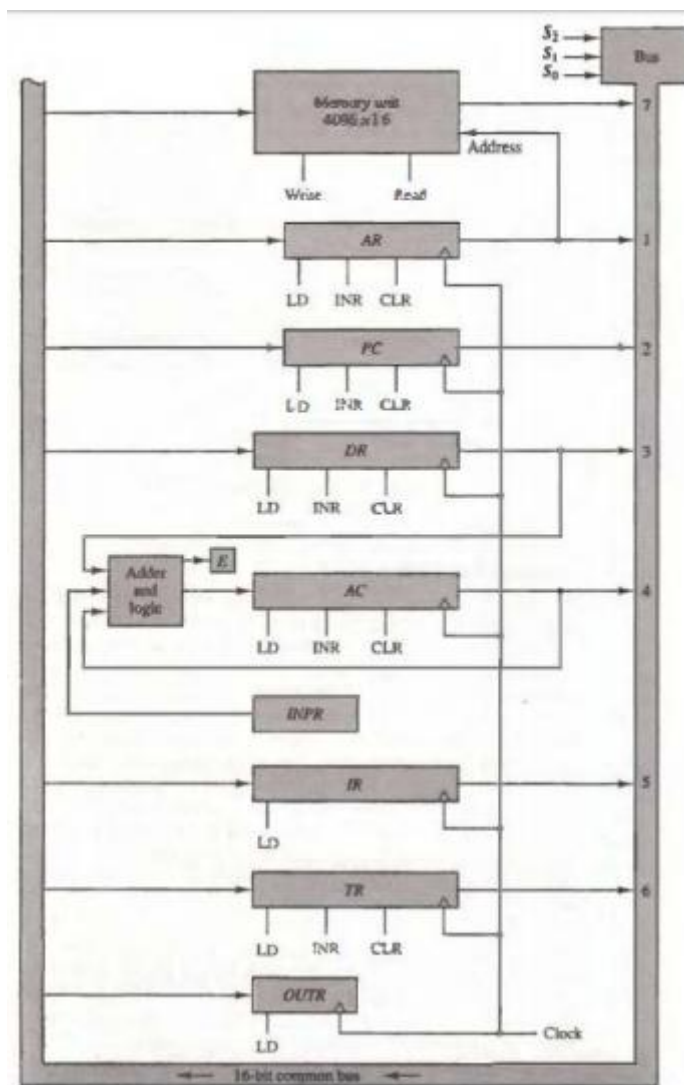 S₂
S₁
S₀
Bus
Memory unit
4096 x 16
7
Address
Write Read
AR
1
LD INR CLR
PC
2
LD INR CLR
DR
3
LD INR CLR
Adder
and
logic
E
AC
4
LD INR CLR
INPR
IR
5
LD
TR
6
LD INR CLR
OUTR
LD
Clock
16-bit common bus